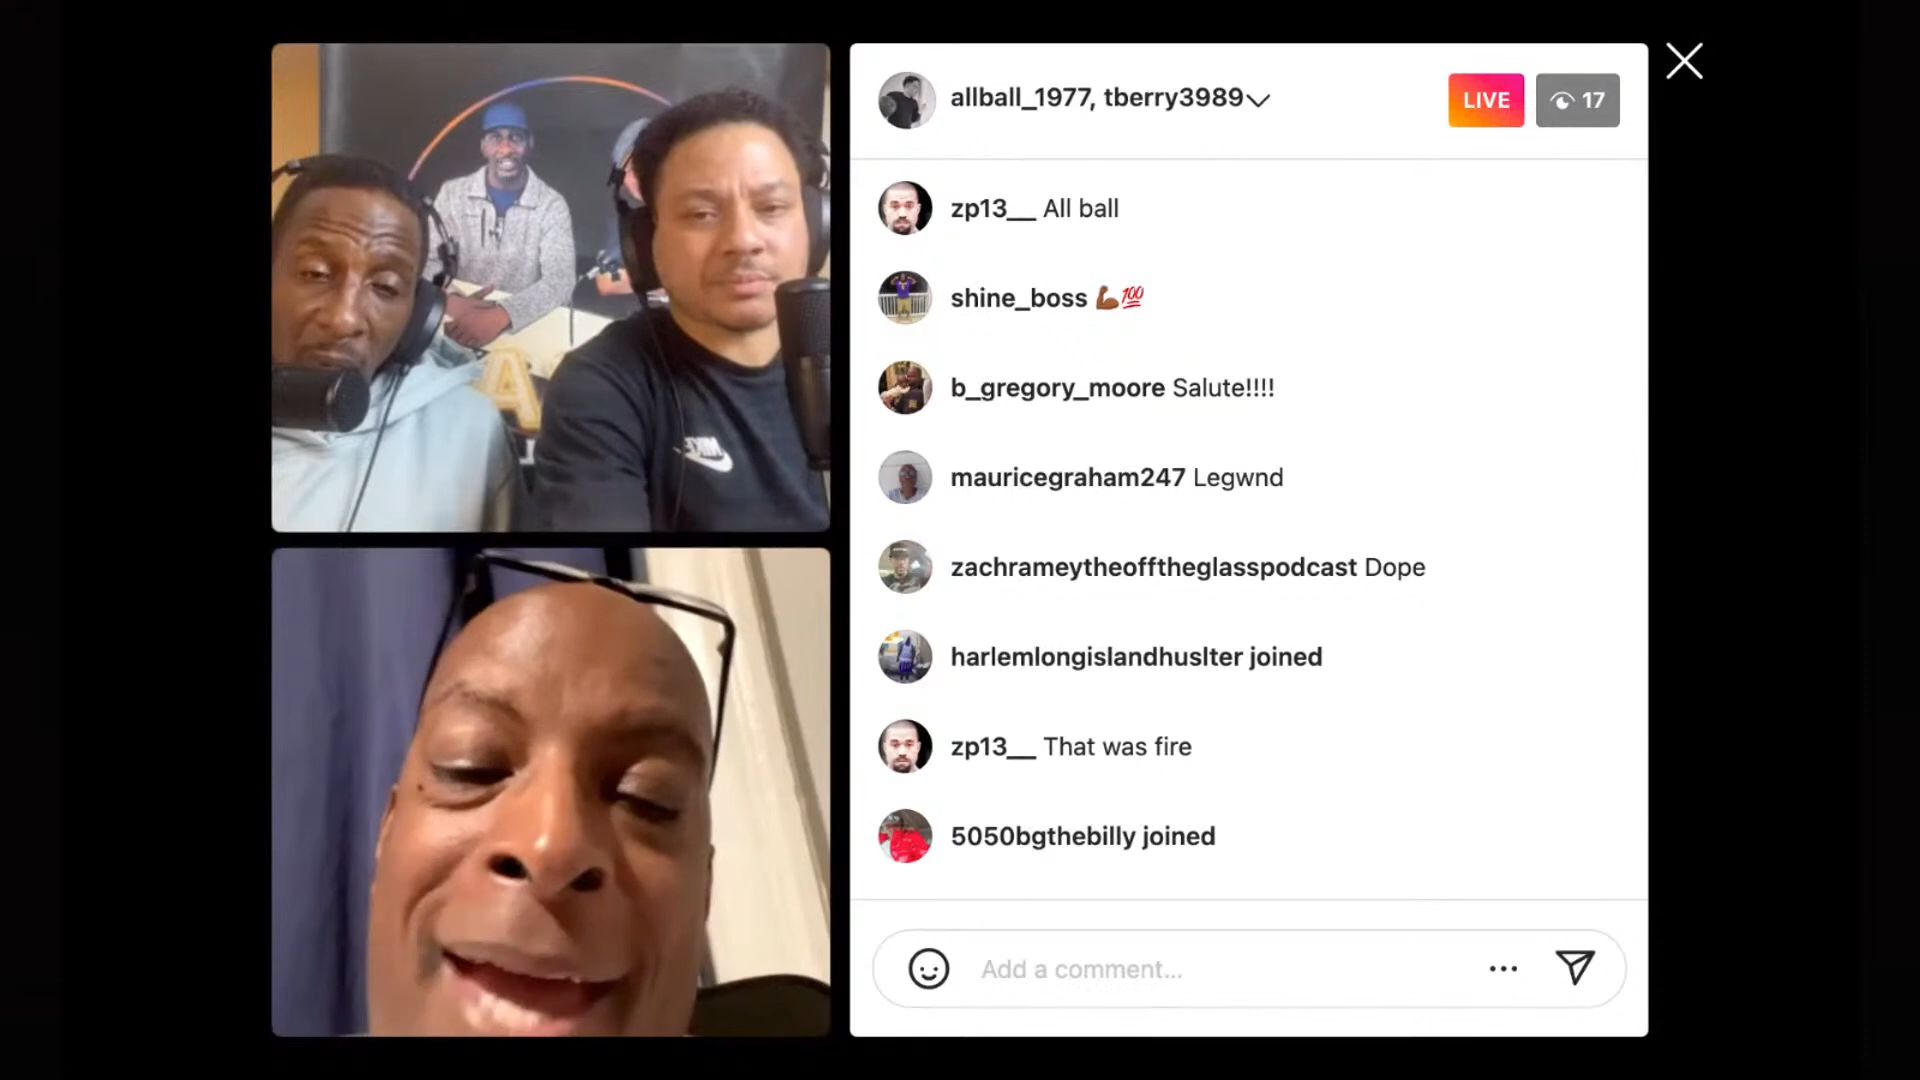 allball_1977, tberry3989
LIVE
17
zp13__ All ball
shine_boss 💪🏾💯
b_gregory_moore Salute!!!!
mauricegraham247 Legwnd
zachrameytheofftheglasspodcast Dope
harlemlongislandhuslter joined
zp13__ That was fire
5050bgthebilly joined
Add a comment...